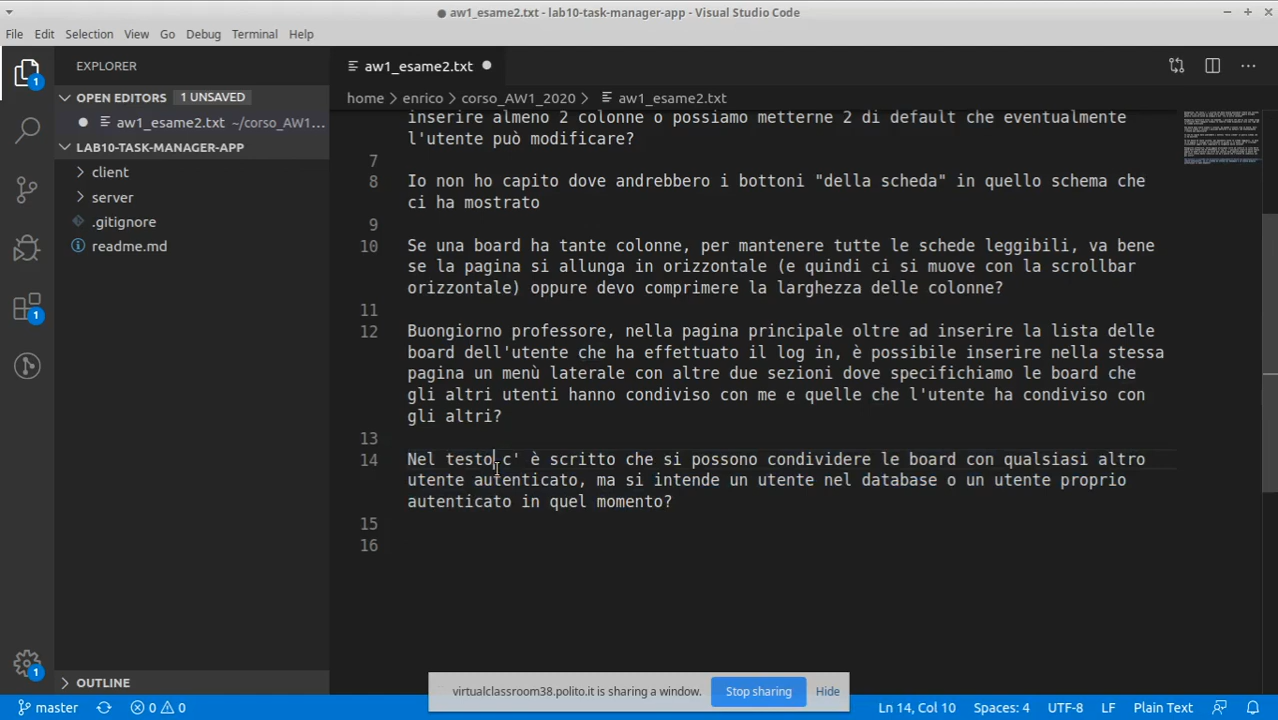 aw1_esame2.txt - lab10-task-manager-app - Visual Studio Code
File Edit Selection View Go Debug Terminal Help
EXPLORER
OPEN EDITORS 1 UNSAVED
aw1_esame2.txt ~/corso_AW1...
LAB10-TASK-MANAGER-APP
client
server
.gitignore
readme.md
OUTLINE
1
1
1
aw1_esame2.txt
home > enrico > corso_AW1_2020 > aw1_esame2.txt
inserire almeno 2 colonne o possiamo metterne 2 di default che eventualmente
l'utente può modificare?
7
8 Io non ho capito dove andrebbero i bottoni "della scheda" in quello schema che
ci ha mostrato
9
10 Se una board ha tante colonne, per mantenere tutte le schede leggibili, va bene
se la pagina si allunga in orizzontale (e quindi ci si muove con la scrollbar
orizzontale) oppure devo comprimere la larghezza delle colonne?
11
12 Buongiorno professore, nella pagina principale oltre ad inserire la lista delle
board dell'utente che ha effettuato il log in, è possibile inserire nella stessa
pagina un menù laterale con altre due sezioni dove specifichiamo le board che
gli altri utenti hanno condiviso con me e quelle che l'utente ha condiviso con
gli altri?
13
14 Nel testo c' è scritto che si possono condividere le board con qualsiasi altro
utente autenticato, ma si intende un utente nel database o un utente proprio
autenticato in quel momento?
15
16
virtualclassroom38.polito.it is sharing a window. Stop sharing Hide
master 0 0 Ln 14, Col 10 Spaces: 4 UTF-8 LF Plain Text